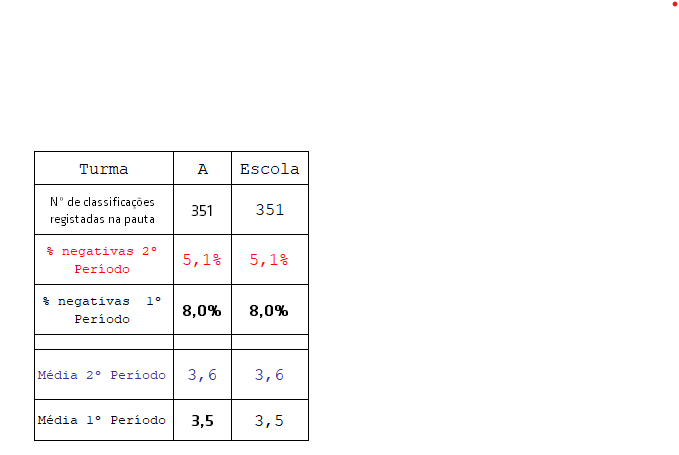 Turma A Escola
Nº de classificações
registadas na pauta 351 351
% negativas 2º
Período 5,1% 5,1%
% negativas 1º
Período 8,0% 8,0%
Média 2º Período 3,6 3,6
Média 1º Período 3,5 3,5